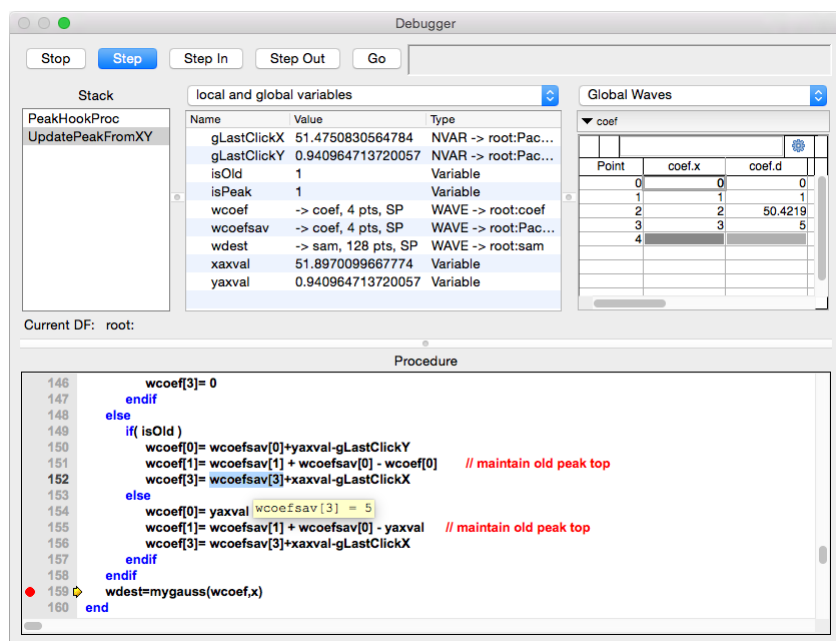 Debugger
Stop Step Step In Step Out Go
Stack
PeakHookProc
UpdatePeakFromXY
local and global variables
Name Value Type
gLastClickX 51.4750830564784 NVAR -> root:Pac...
gLastClickY 0.940964713720057 NVAR -> root:Pac...
isOld 1 Variable
isPeak 1 Variable
wcoef -> coef, 4 pts, SP WAVE -> root:coef
wcoefsav -> coef, 4 pts, SP WAVE -> root:Pac...
wdest -> sam, 128 pts, SP WAVE -> root:sam
xaxval 51.8970099667774 Variable
yaxval 0.940964713720057 Variable
Global Waves
coef
Point coef.x coef.d
0 0 0
1 1 1
2 2 50.4219
3 3 5
4
Current DF: root:
Procedure
146 wcoef[3]= 0
147 endif
148 else
149 if( isOld )
150 wcoef[0]= wcoefsav[0]+yaxval-gLastClickY
151 wcoef[1]= wcoefsav[1] + wcoefsav[0] - wcoef[0] // maintain old peak top
152 wcoef[3]= wcoefsav[3]+xaxval-gLastClickX
153 else
154 wcoef[0]= yaxval
wcoefsav[3] = 5
155 wcoef[1]= wcoefsav[1] + wcoefsav[0] - yaxval // maintain old peak top
156 wcoef[3]= wcoefsav[3]+xaxval-gLastClickX
157 endif
158 endif
159 wdest=mygauss(wcoef,x)
160 end